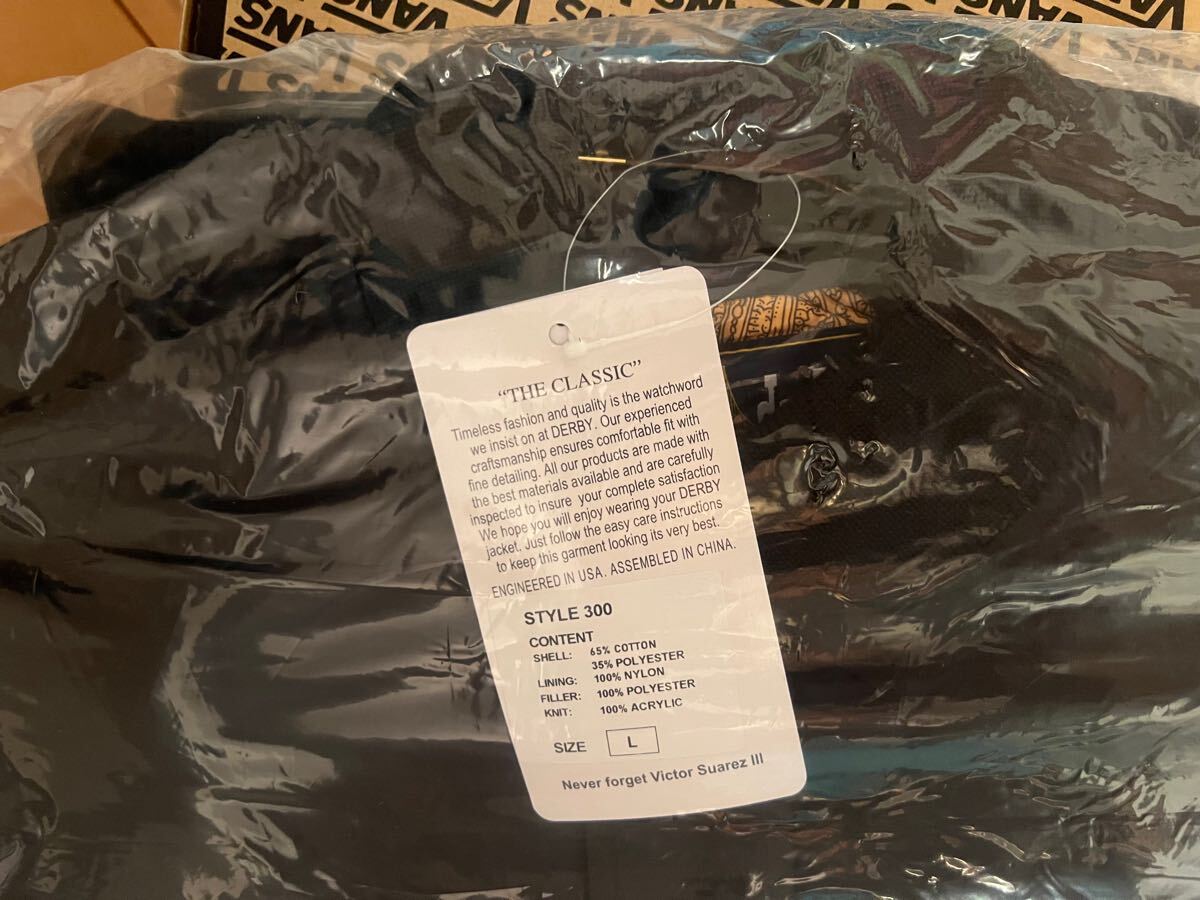 VANS
VANS
VANS
VANS
"THE CLASSIC"
Timeless fashion and quality is the watchword
we insist on at DERBY. Our experienced
craftsmanship ensures comfortable fit with
fine detailing. All our products are made with
the best materials available and are carefully
inspected to insure your complete satisfaction
We hope you will enjoy wearing your DERBY
jacket. Just follow the easy care instructions
to keep this garment looking its very best.
ENGINEERED IN USA. ASSEMBLED IN CHINA.
STYLE 300
CONTENT
SHELL: 65% COTTON
35% POLYESTER
LINING: 100% NYLON
FILLER: 100% POLYESTER
KNIT: 100% ACRYLIC
SIZE L
Never forget Victor Suarez III